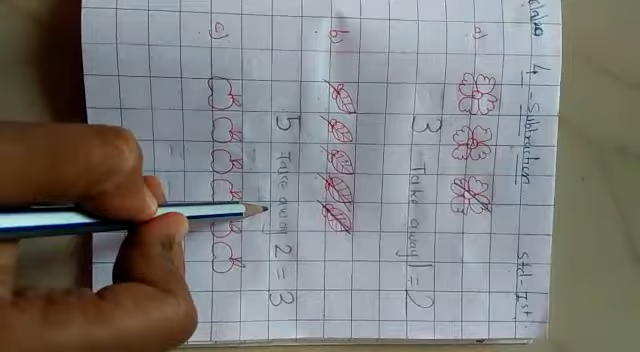 4 - Subtraction
Std - Ist
a)
3 Take away 1 = 2
b)
5 Take away 2 = 3
c)